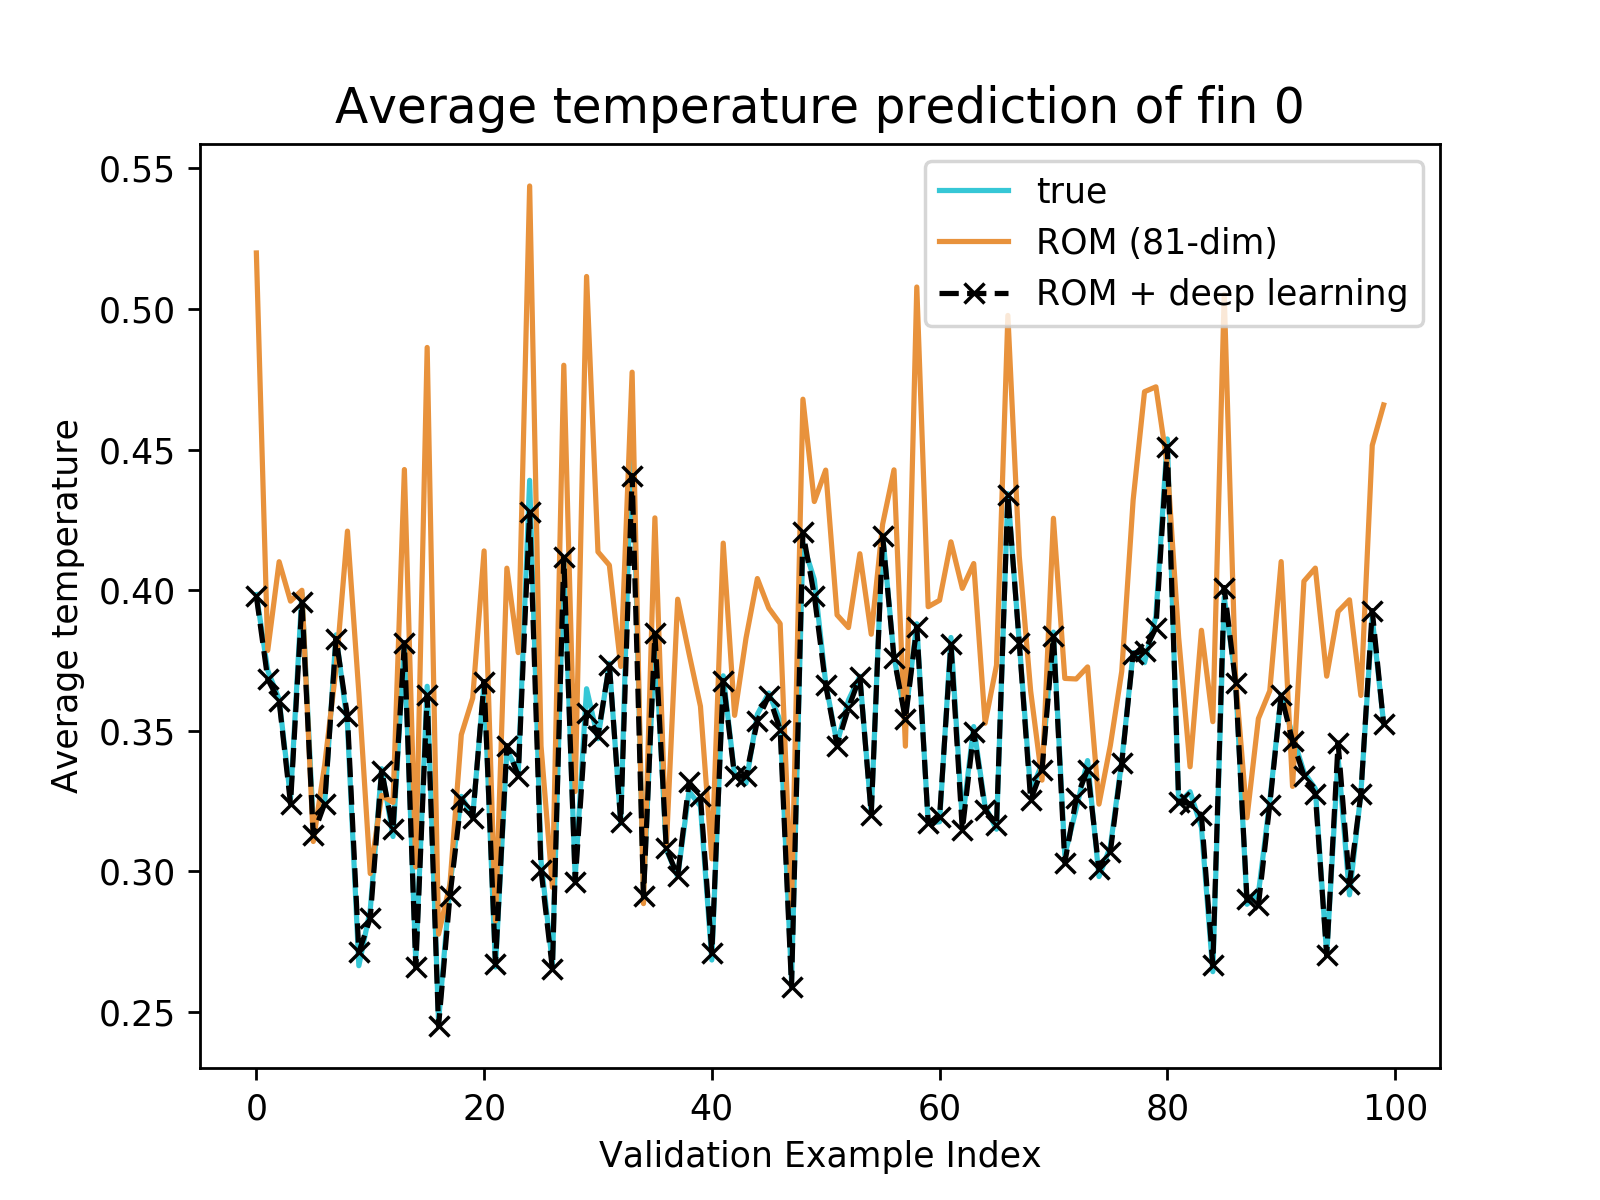 Average temperature prediction of fin 0
true
ROM (81-dim)
ROM + deep learning
Average temperature
0.55
0.50
0.45
0.40
0.35
0.30
0.25
0
20
40
60
80
100
Validation Example Index